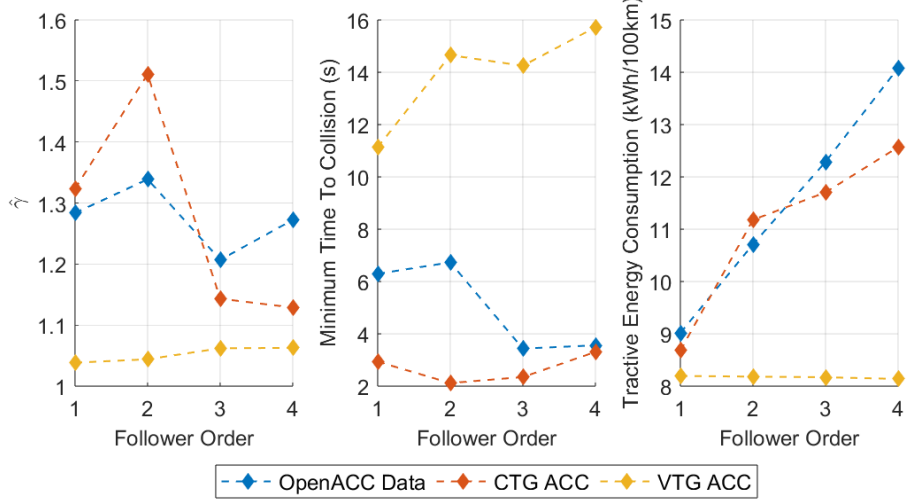 1.6
1.5
1.4
1.3
1.2
1.1
1
γ̂
1 2 3 4
Follower Order
16
14
12
10
8
6
4
2
Minimum Time To Collision (s)
1 2 3 4
Follower Order
15
14
13
12
11
10
9
8
Tractive Energy Consumption (kWh/100km)
1 2 3 4
Follower Order
OpenACC Data CTG ACC VTG ACC